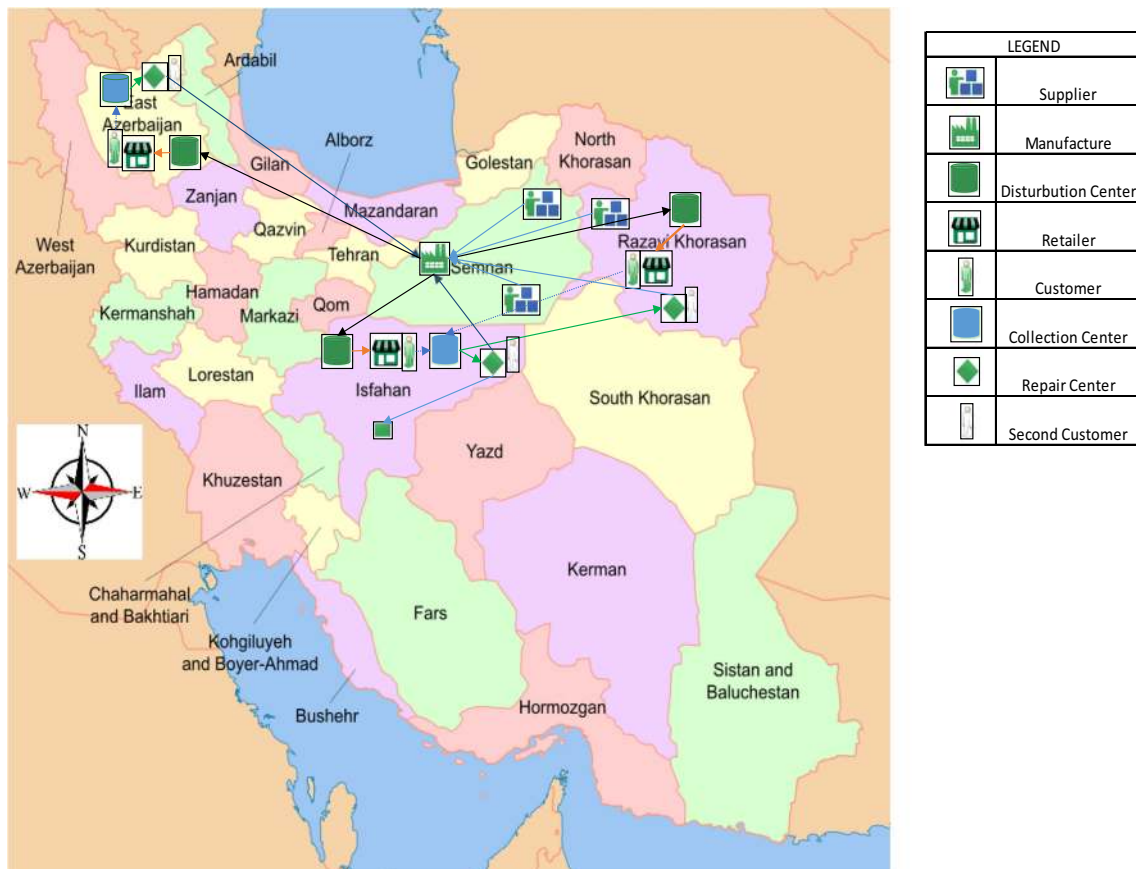 Ardabil
East
Azerbaijan
Alborz
Golestan
North
Khorasan
Gilan
Zanjan
Mazandaran
Qazvin
Razavi Khorasan
West
Azerbaijan
Kurdistan
Tehran
Semnan
Hamadan
Qom
Kermanshah
Markazi
Lorestan
Isfahan
Ilam
South Khorasan
Yazd
N
W
E
S
Khuzestan
Chaharmahal
and Bakhtiari
Kerman
Fars
Kohgiluyeh
and Boyer-Ahmad
Sistan and
Baluchestan
Bushehr
Hormozgan
LEGEND
Supplier
Manufacture
Disturbution Center
Retailer
Customer
Collection Center
Repair Center
Second Customer